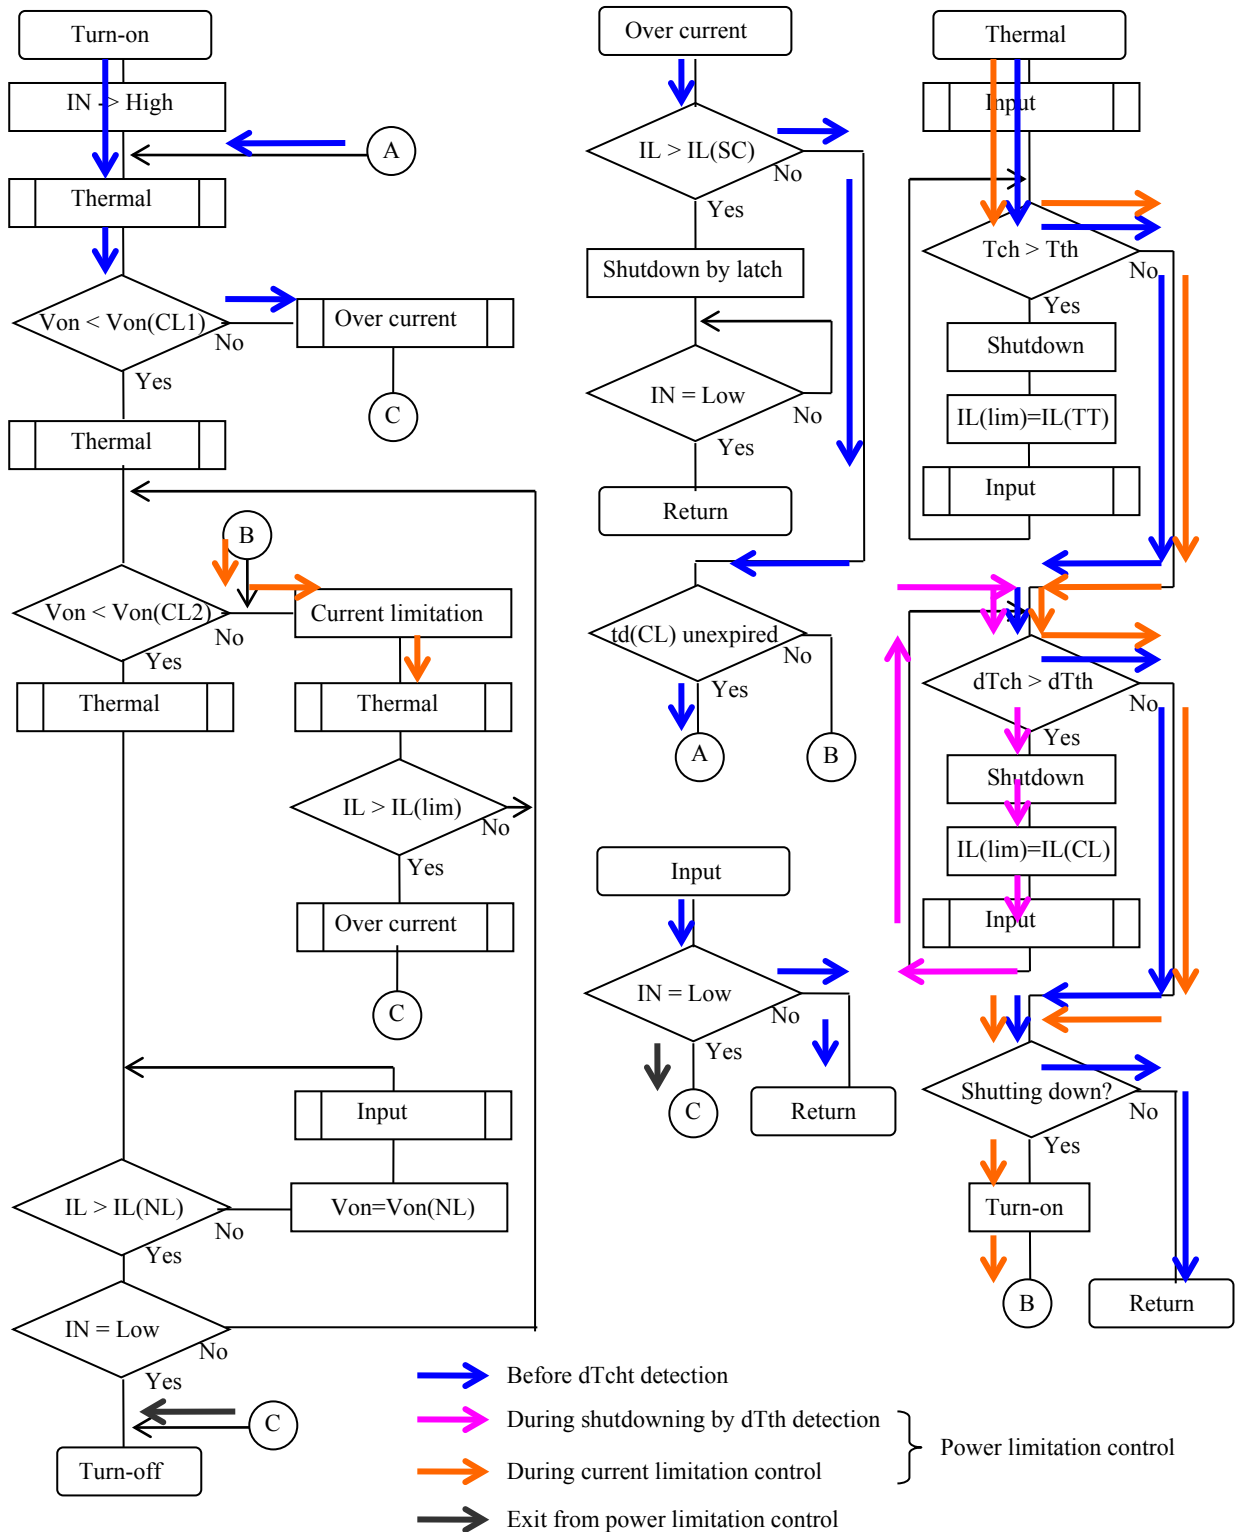 Turn-on
IN -> High
A
Thermal
Von < Von(CL1)
No
Yes
Over current
C
Thermal
B
Von < Von(CL2)
No
Yes
Current limitation
Thermal
Thermal
IL > IL(lim)
No
Yes
Over current
C
Input
Von=Von(NL)
IL > IL(NL)
No
Yes
IN = Low
No
Yes
C
Turn-off
Over current
IL > IL(SC)
No
Yes
Shutdown by latch
IN = Low
No
Yes
Return
td(CL) unexpired
No
Yes
A
B
Input
IN = Low
No
Yes
C
Return
Thermal
Input
Tch > Tth
No
Yes
Shutdown
IL(lim)=IL(TT)
Input
dTch > dTth
No
Yes
Shutdown
IL(lim)=IL(CL)
Input
Shutting down?
No
Yes
Turn-on
B
Return
Before dTcht detection
During shutdowning by dTth detection
Power limitation control
During current limitation control
Exit from power limitation control